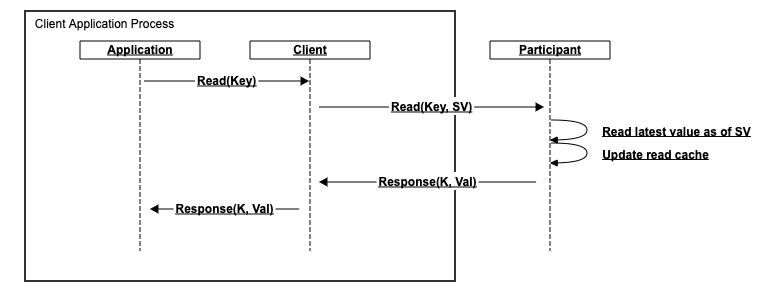 Client Application Process
Application
Client
Participant
Read(Key)
Read(Key, SV)
Read latest value as of SV
Update read cache
Response(K, Val)
Response(K, Val)